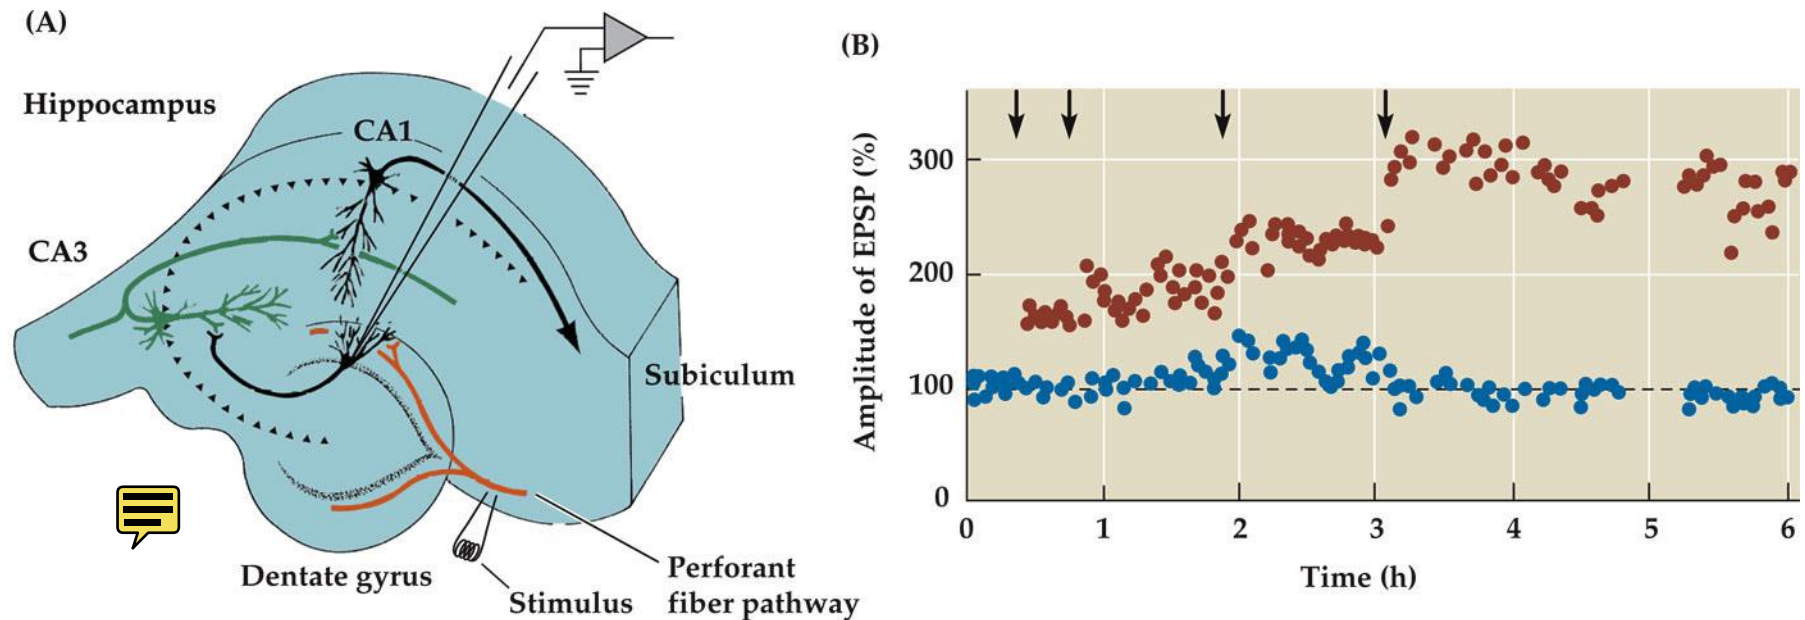 (A)
Hippocampus
CA1
CA3
Subiculum
Dentate gyrus
Stimulus
Perforant
fiber pathway
(B)
Amplitude of EPSP (%)
300
200
100
0
0 1 2 3 4 5 6
Time (h)